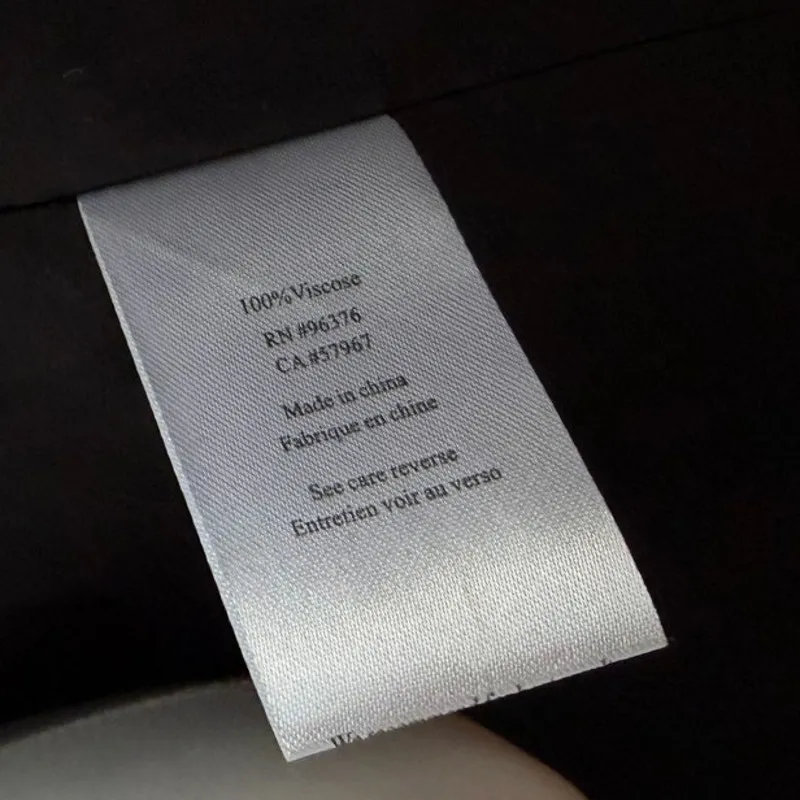 100%Viscose
RN #96376
CA.#57967
Made in china
Fabrique en chine
See care reverse
Entretien voir au verso